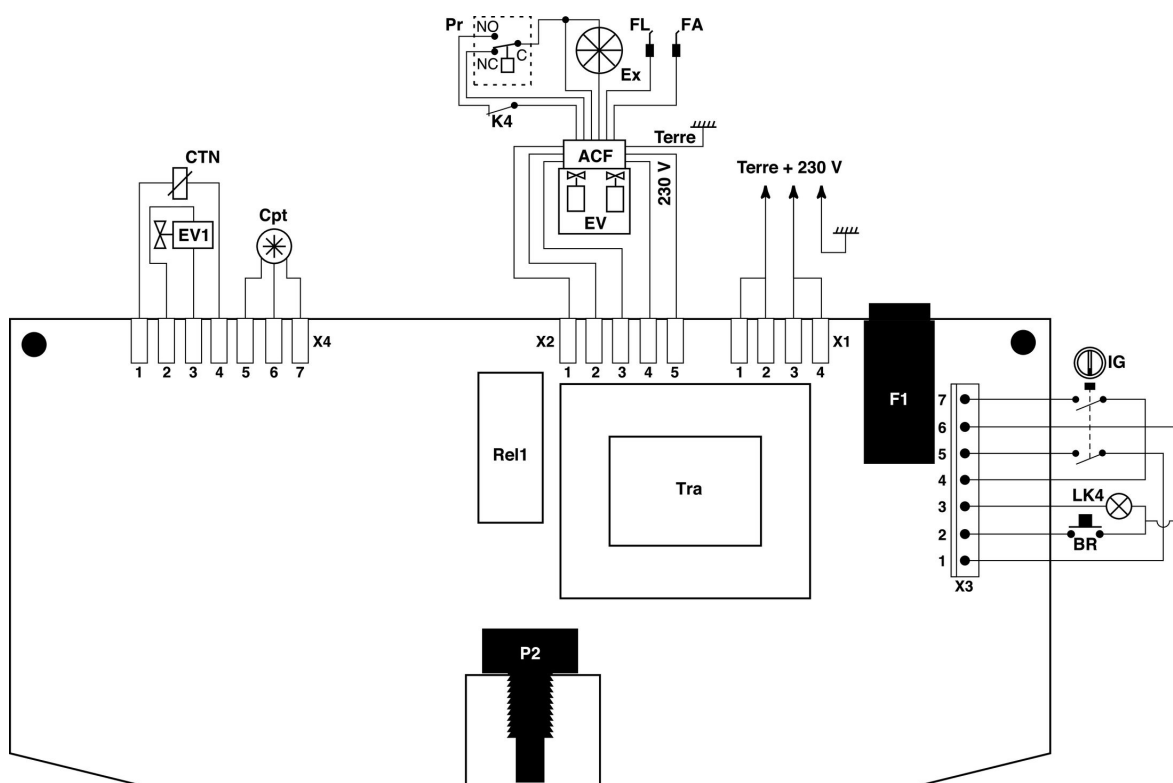 Pr NO FL FA
NC C
Ex
K4
Terre
CTN ACF Terre + 230 V
230 V
EV1 Cpt EV
X4 X2 X1
1 2 3 4 5 6 7 1 2 3 4 5 1 2 3 4
IG
F1 7
6
Rel1 5
Tra 4
3 LK4
2 BR
1
X3
P2